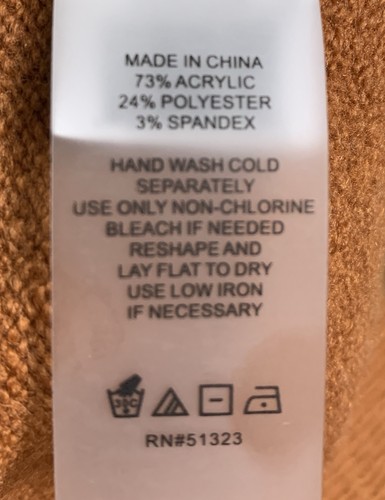 MADE IN CHINA
73% ACRYLIC
24% POLYESTER
3% SPANDEX
HAND WASH COLD
SEPARATELY
USE ONLY NON-CHLORINE
BLEACH IF NEEDED
RESHAPE AND
LAY FLAT TO DRY
USE LOW IRON
IF NECESSARY
30C
RN#51323